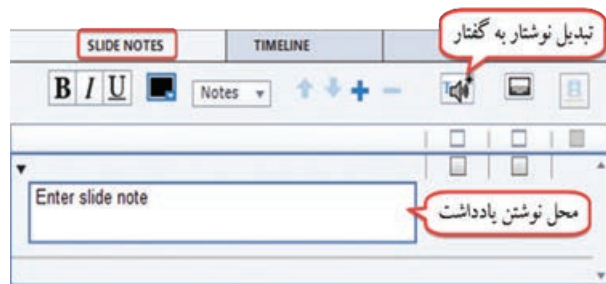 SLIDE NOTES TIMELINE
تبدیل نوشتار به گفتار
B I U Notes T
Enter slide note
محل نوشتن یادداشت